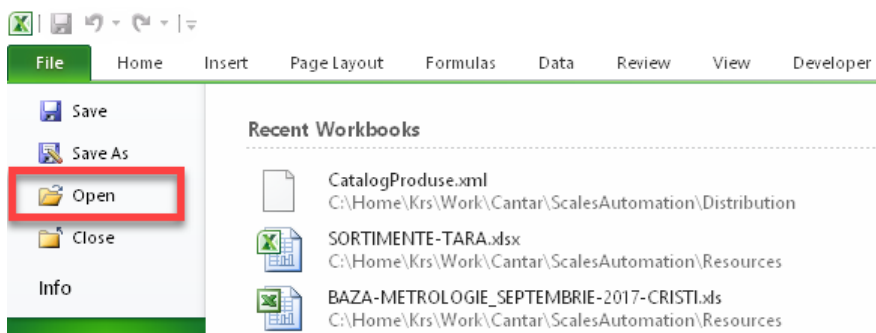 File Home Insert Page Layout Formulas Data Review View Developer
Save
Save As
Open
Close
Info
Recent Workbooks
CatalogProduse.xml
C:\Home\Krs\Work\Cantar\ScalesAutomation\Distribution
SORTIMENTE-TARA.xlsx
C:\Home\Krs\Work\Cantar\ScalesAutomation\Resources
BAZA-METROLOGIE_SEPTEMBRIE-2017-CRISTI.xls
C:\Home\Krs\Work\Cantar\ScalesAutomation\Resources